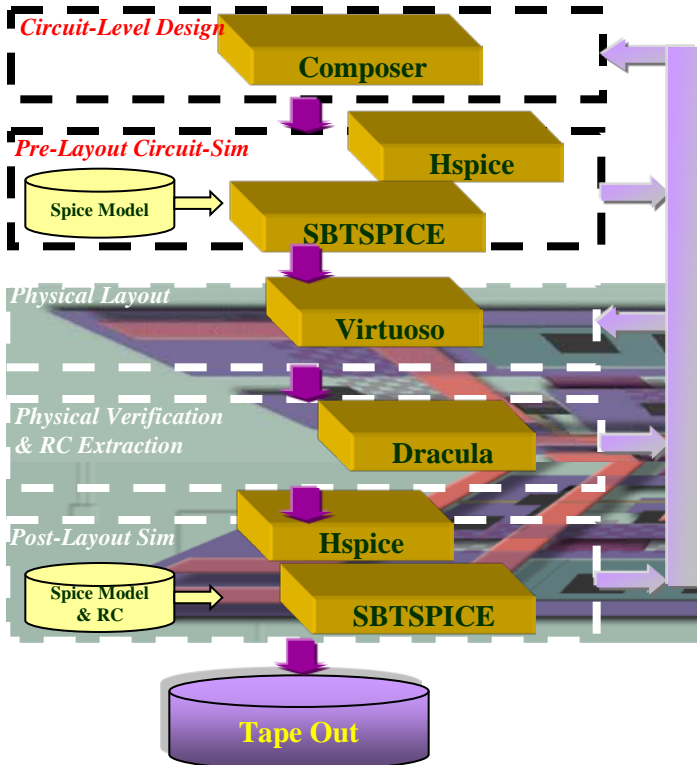 Circuit-Level Design
Composer
Pre-Layout Circuit-Sim
Hspice
Spice Model
SBTSPICE
Physical Layout
Virtuoso
Physical Verification
& RC Extraction
Dracula
Post-Layout Sim
Hspice
Spice Model
& RC
SBTSPICE
Tape Out